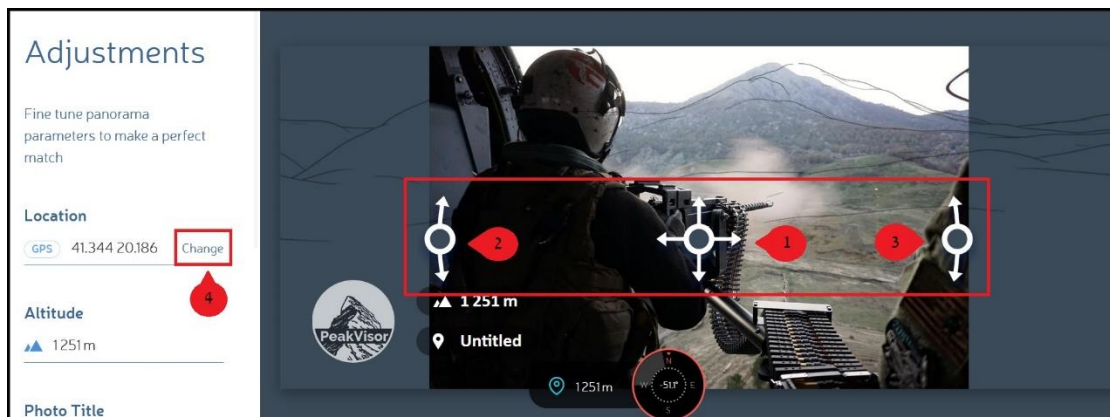 Adjustments
Fine tune panorama
parameters to make a perfect
match
Location
GPS 41.344 20.186 Change
4
Altitude
1251m
Photo Title
2
1
3
PeakVisor
1 251 m
Untitled
1251m
N
W -51.1° E
S